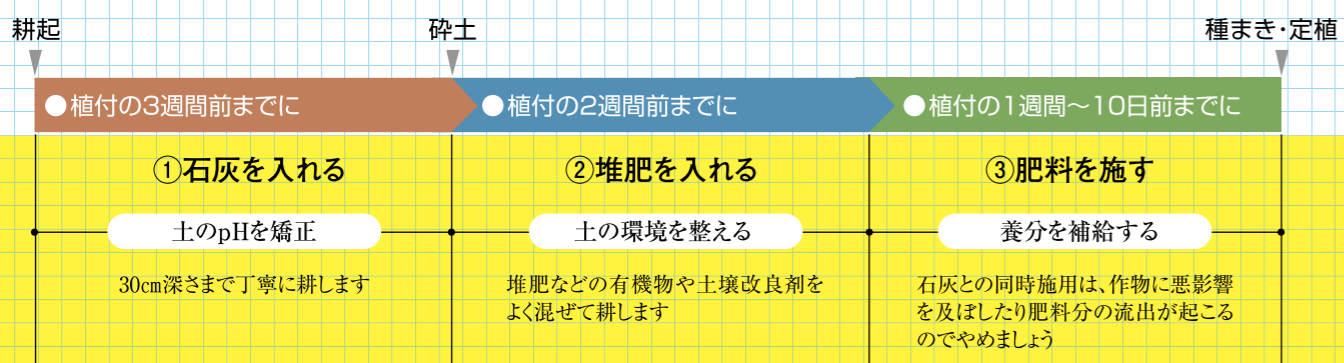 耕起
砕土
種まき・定植
●植付の3週間前までに
●植付の2週間前までに
●植付の1週間～10日前までに
①石灰を入れる
②堆肥を入れる
③肥料を施す
土のpHを矯正
土の環境を整える
養分を補給する
30cm深さまで丁寧に耕します
堆肥などの有機物や土壌改良剤を
よく混ぜて耕します
石灰との同時施用は、作物に悪影響
を及ぼしたり肥料分の流出が起こる
のでやめましょう